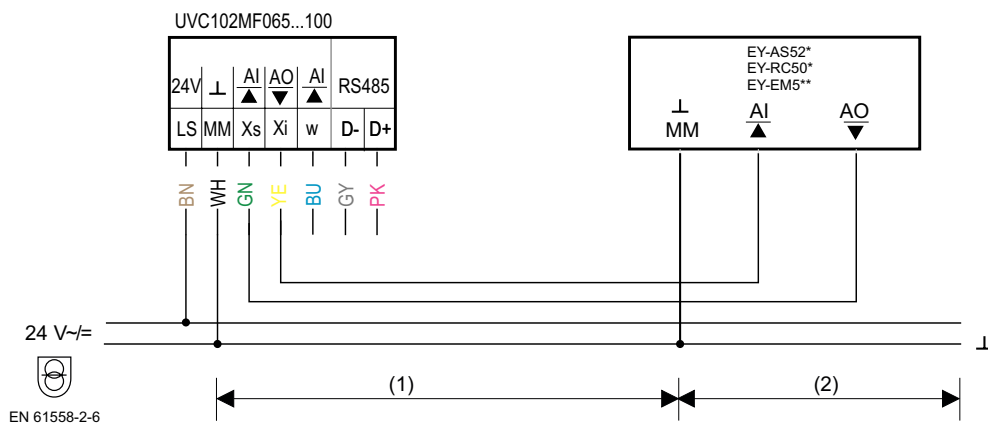 UVC102MF065...100
24V ⊥ AI AO AI RS485
LS MM Xs Xi w D- D+
BN WH GN YE BU GY PK
EY-AS52*
EY-RC50*
EY-EM5**
⊥ AI AO
MM
24 V~/=
⊥
(1) (2)
EN 61558-2-6